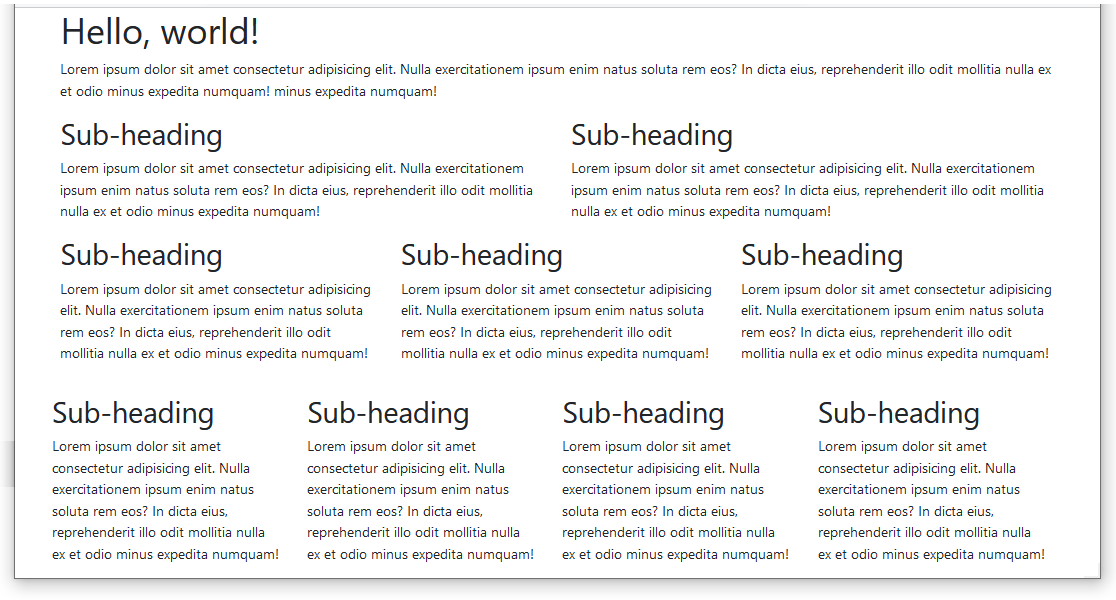 Hello, world!
Lorem ipsum dolor sit amet consectetur adipisicing elit. Nulla exercitationem ipsum enim natus soluta rem eos? In dicta eius, reprehenderit illo odit mollitia nulla ex
et odio minus expedita numquam! minus expedita numquam!
Sub-heading
Lorem ipsum dolor sit amet consectetur adipisicing elit. Nulla exercitationem
ipsum enim natus soluta rem eos? In dicta eius, reprehenderit illo odit mollitia
nulla ex et odio minus expedita numquam!
Sub-heading
Lorem ipsum dolor sit amet consectetur adipisicing elit. Nulla exercitationem
ipsum enim natus soluta rem eos? In dicta eius, reprehenderit illo odit mollitia
nulla ex et odio minus expedita numquam!
Sub-heading
Lorem ipsum dolor sit amet consectetur adipisicing
elit. Nulla exercitationem ipsum enim natus soluta
rem eos? In dicta eius, reprehenderit illo odit
mollitia nulla ex et odio minus expedita numquam!
Sub-heading
Lorem ipsum dolor sit amet consectetur adipisicing
elit. Nulla exercitationem ipsum enim natus soluta
rem eos? In dicta eius, reprehenderit illo odit
mollitia nulla ex et odio minus expedita numquam!
Sub-heading
Lorem ipsum dolor sit amet consectetur adipisicing
elit. Nulla exercitationem ipsum enim natus soluta
rem eos? In dicta eius, reprehenderit illo odit
mollitia nulla ex et odio minus expedita numquam!
Sub-heading
Lorem ipsum dolor sit amet
consectetur adipisicing elit. Nulla
exercitationem ipsum enim natus
soluta rem eos? In dicta eius,
reprehenderit illo odit mollitia nulla
ex et odio minus expedita numquam!
Sub-heading
Lorem ipsum dolor sit amet
consectetur adipisicing elit. Nulla
exercitationem ipsum enim natus
soluta rem eos? In dicta eius,
reprehenderit illo odit mollitia nulla
ex et odio minus expedita numquam!
Sub-heading
Lorem ipsum dolor sit amet
consectetur adipisicing elit. Nulla
exercitationem ipsum enim natus
soluta rem eos? In dicta eius,
reprehenderit illo odit mollitia nulla
ex et odio minus expedita numquam!
Sub-heading
Lorem ipsum dolor sit amet
consectetur adipisicing elit. Nulla
exercitationem ipsum enim natus
soluta rem eos? In dicta eius,
reprehenderit illo odit mollitia nulla
ex et odio minus expedita numquam!